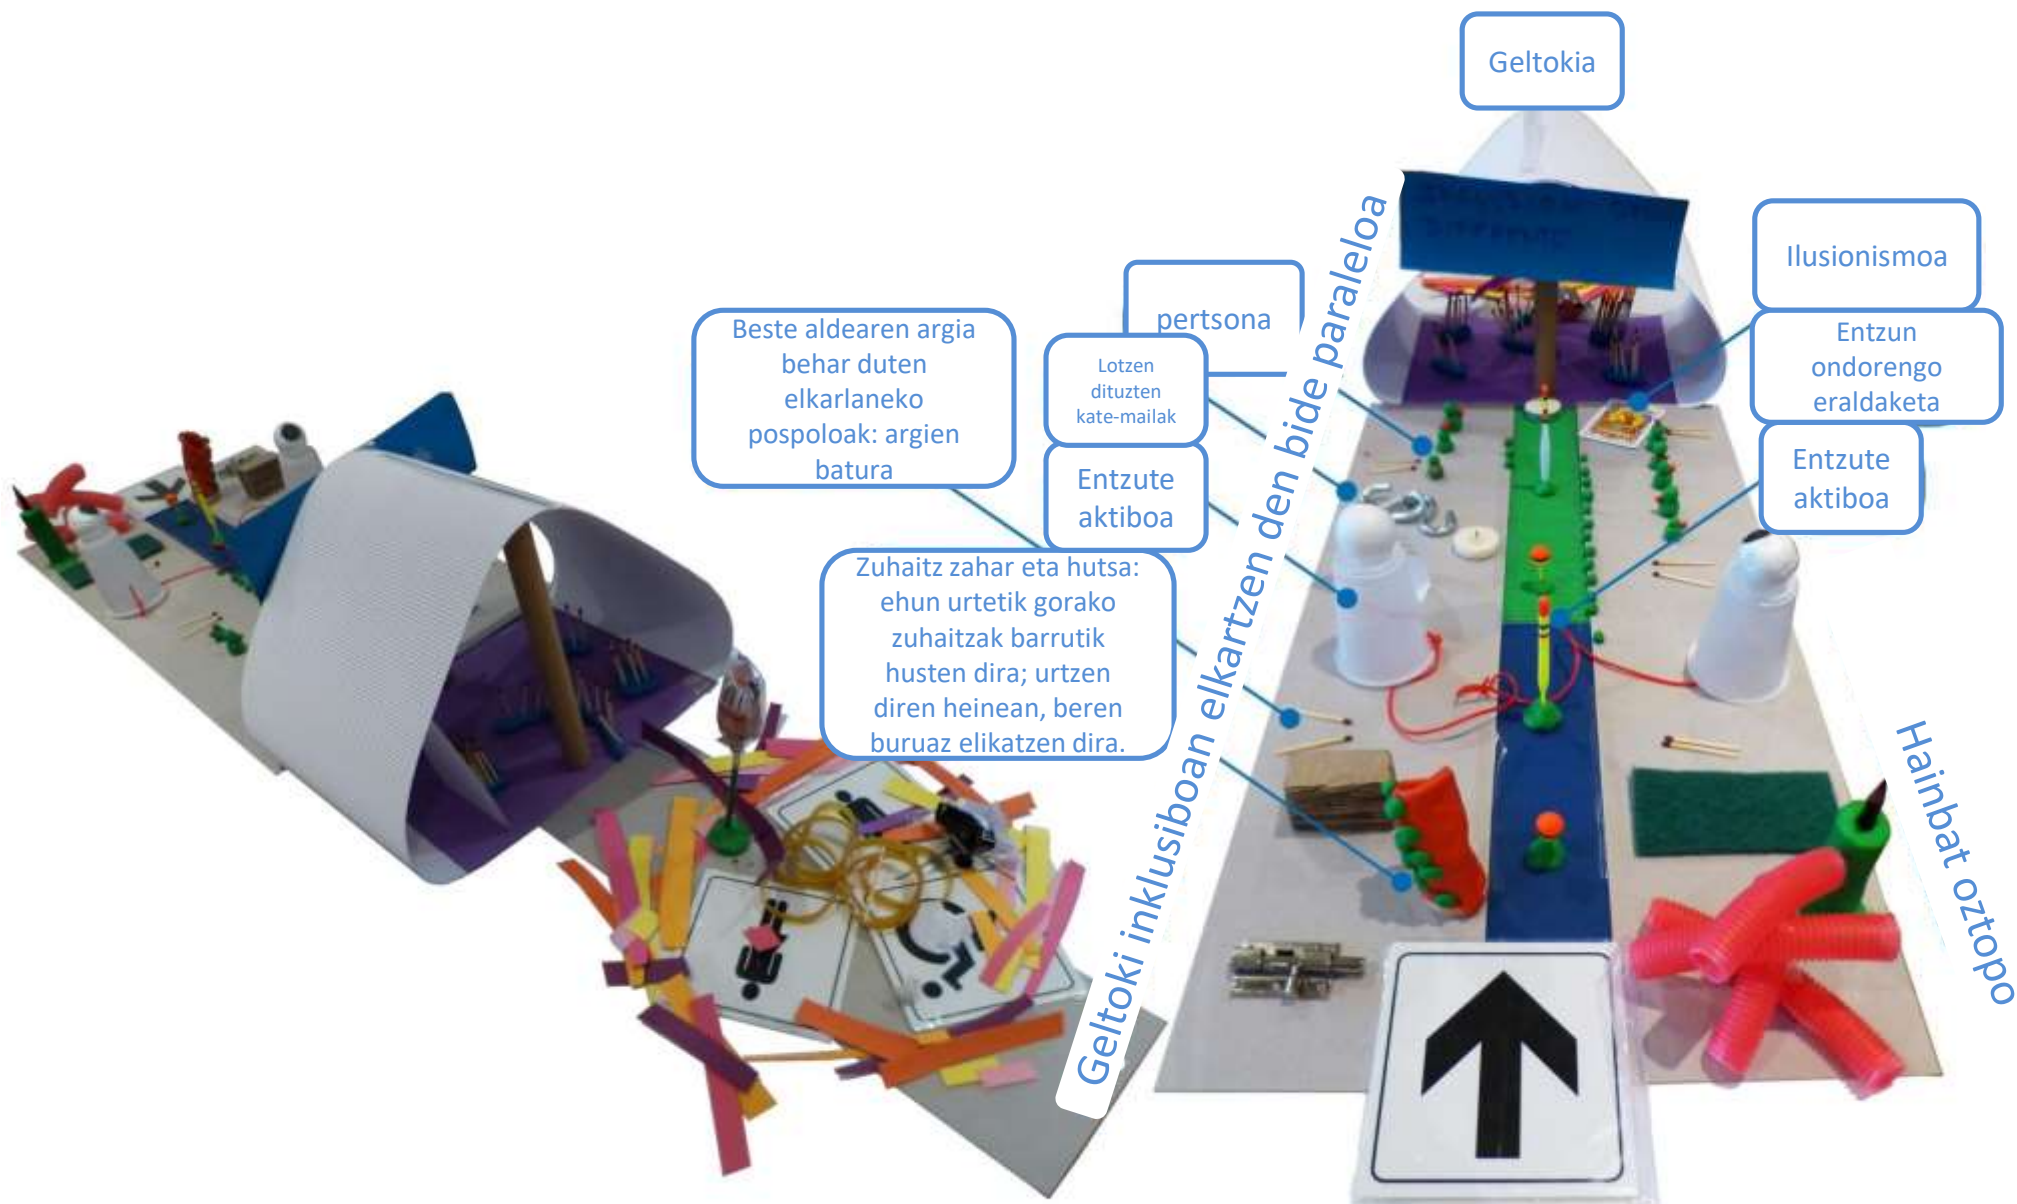 Geltokia
Ilusionismoa
pertsona
Beste aldearen argia
behar duten
elkarlaneko
pospoloak: argien
batura
Lotzen
dituzten
kate-mailak
Entzun
ondorengo
eraldaketa
Entzute
aktiboa
Entzute
aktiboa
Zuhaitz zahar eta hutsa:
ehun urtetik gorako
zuhaitzak barrutik
husten dira; urtzen
diren heinean, beren
buruaz elikatzen dira.
Geltoki inklusiboan elkartzen den bide paraleloa
Hainbat oztopo